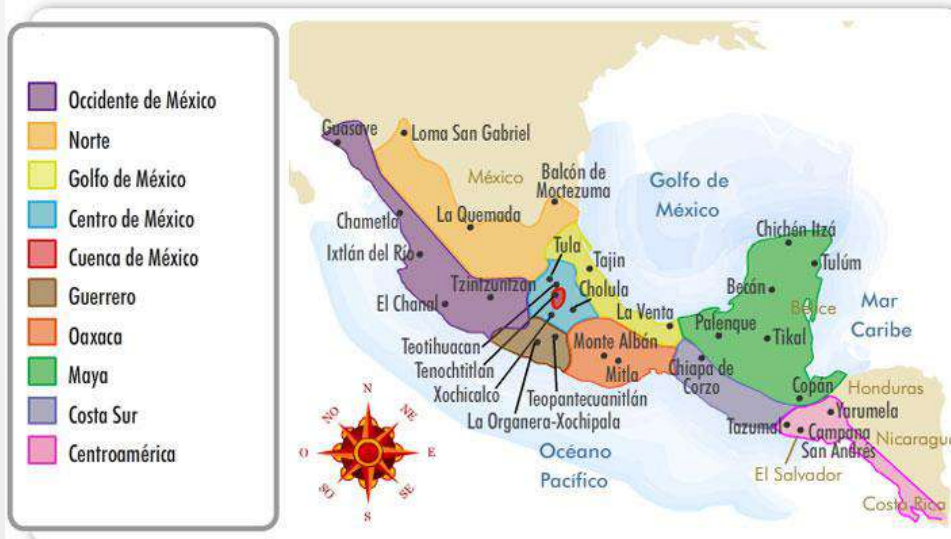 Occidente de México
Norte
Golfo de México
Centro de México
Cuenca de México
Guerrero
Oaxaca
Maya
Costa Sur
Centroamérica
Guasave
Loma San Gabriel
México
Balcón de
Moctezuma
Golfo de
México
Chametla
La Quemada
Chichén Itzá
Ixtlán del Río
Tula
Tajin
Tulúm
Tzintzuntzan
Cholula
Becán
Mar
Caribe
El Chanal
La Venta
Belice
Palenque
Tikal
Teotihuacan
Monte Albán
Tenochtitlan
Mitla
Chiapa de
Corzo
Xochicalco
Teopantecuanitlán
Copán
Honduras
La Organera-Xochipala
Yarumela
Tazumal
Campana
Nicaragu
San Andrés
Océano
Pacífico
El Salvador
Costa Rica
N
NO
NE
O
E
SO
SE
S